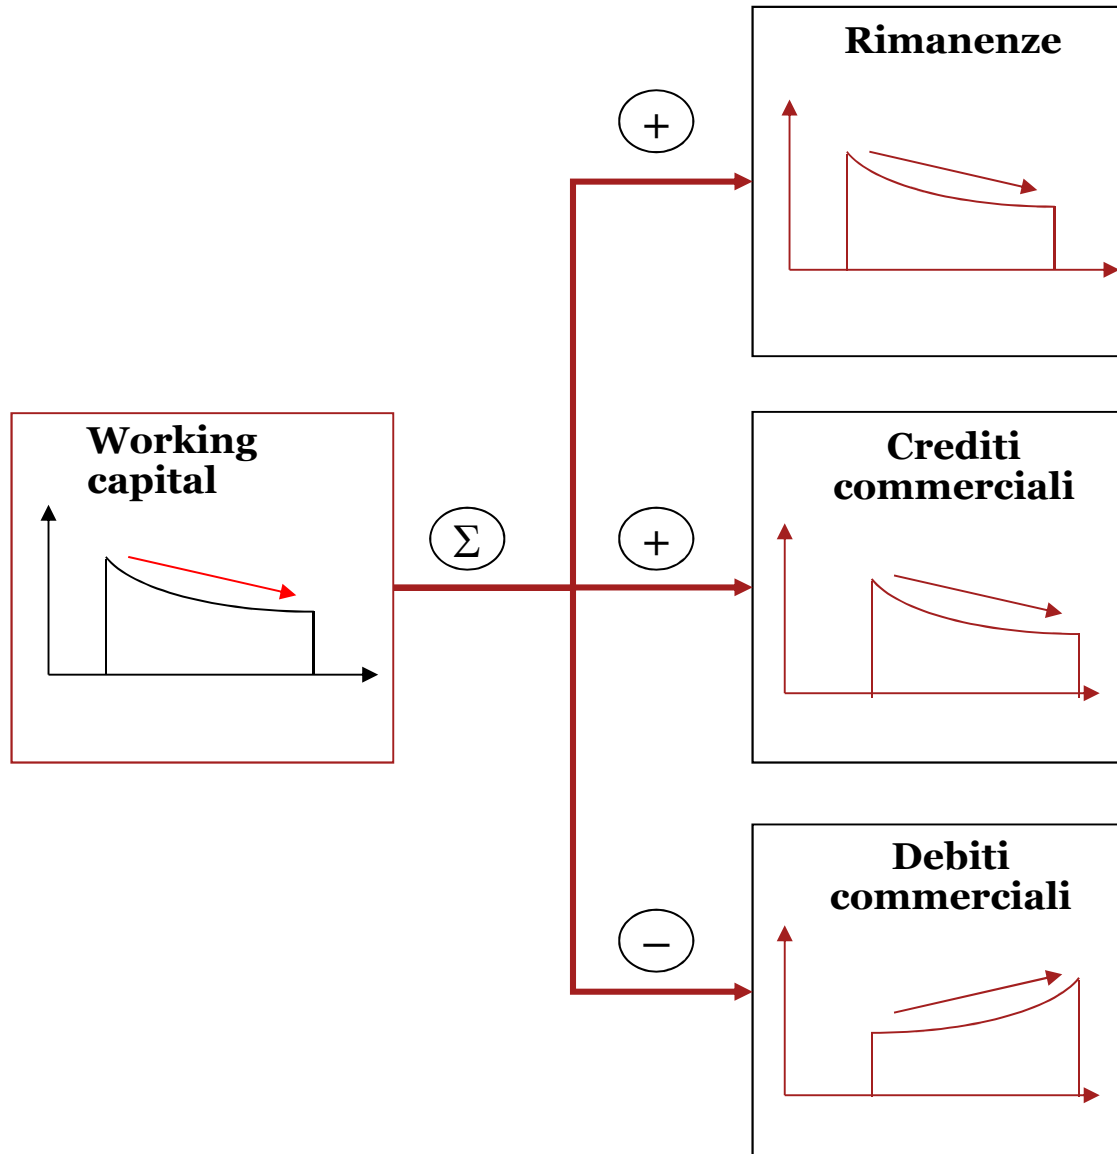 Rimanenze
+
Working
capital
Σ
+
Crediti
commerciali
−
Debiti
commerciali